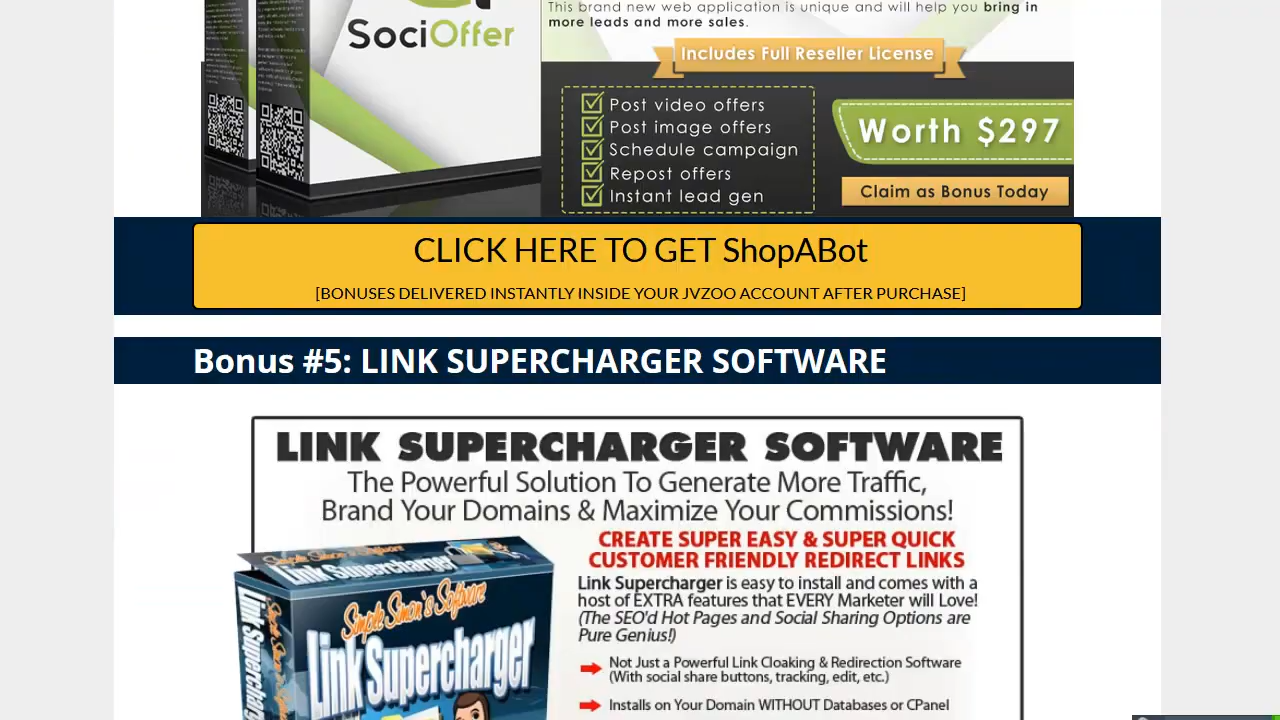 This brand new web application is unique and will help you bring in
more leads and more sales.
SociOffer
Includes Full Reseller License
Post video offers
Post image offers
Schedule campaign
Repost offers
Instant lead gen
Worth $297
Claim as Bonus Today
CLICK HERE TO GET ShopABot
[BONUSES DELIVERED INSTANTLY INSIDE YOUR JVZOO ACCOUNT AFTER PURCHASE]
Bonus #5: LINK SUPERCHARGER SOFTWARE
LINK SUPERCHARGER SOFTWARE
The Powerful Solution To Generate More Traffic,
Brand Your Domains & Maximize Your Commissions!
CREATE SUPER EASY & SUPER QUICK
CUSTOMER FRIENDLY REDIRECT LINKS
Link Supercharger is easy to install and comes with a
host of EXTRA features that EVERY Marketer will Love!
(The SEO'd Hot Pages and Social Sharing Options are
Pure Genius!)
Not Just a Powerful Link Cloaking & Redirection Software
(With social share buttons, tracking, edit, etc.)
Installs on Your Domain WITHOUT Databases or CPanel
Simple Simon's Software
Link Supercharger
Simple Simon's Software
Link Supercharger
Link Supercharg